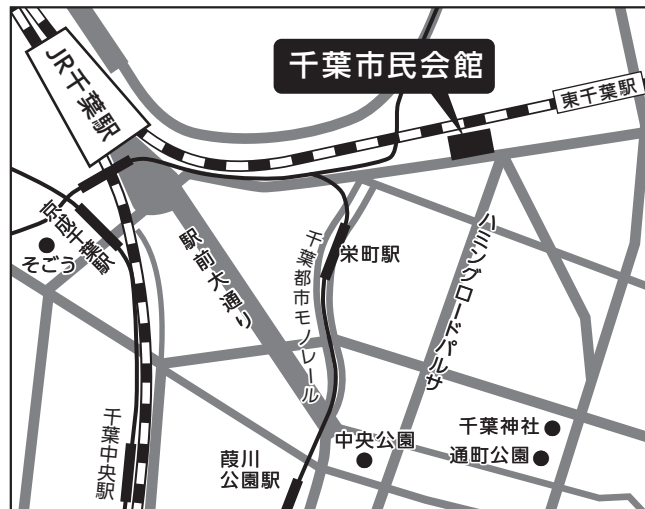 千葉市民会館
JR千葉駅
東千葉駅
京成千葉駅
そごう
駅前大通り
千葉都市モノレール
栄町駅
ハミングロードパルサ
千葉中央駅
葭川
公園駅
中央公園
千葉神社
通町公園